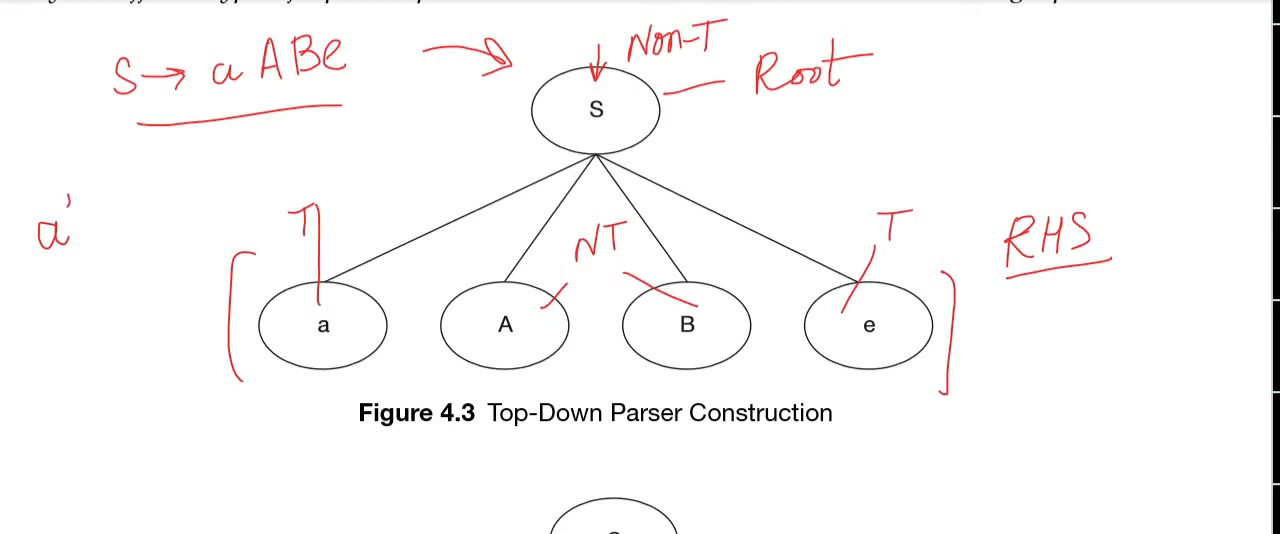 S → a A B e
Non-T
Root
S
a'
T
NT
T
RHS
a
A
B
e
Figure 4.3 Top-Down Parser Construction